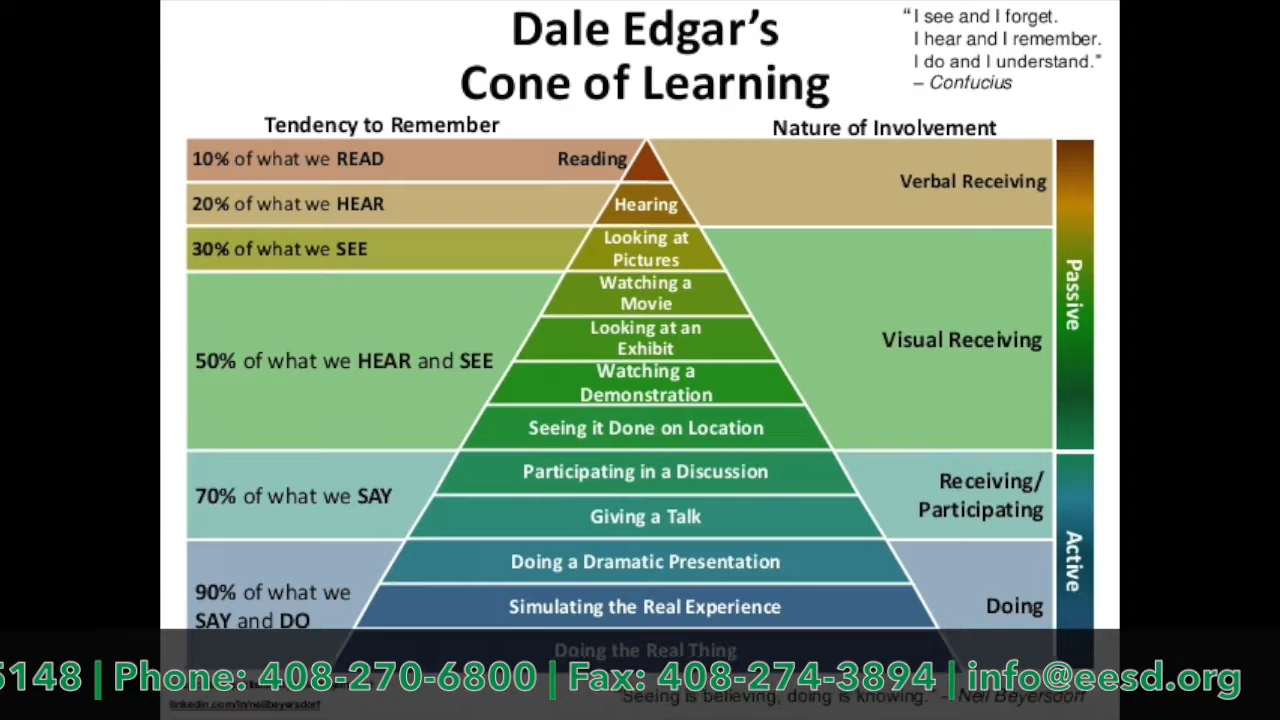 Dale Edgar's
Cone of Learning
“I see and I forget.
I hear and I remember.
I do and I understand.”
– Confucius
Tendency to Remember
Nature of Involvement
10% of what we READ
Reading
Verbal Receiving
20% of what we HEAR
Hearing
30% of what we SEE
Looking at
Pictures
Watching a
Movie
Looking at an
Exhibit
50% of what we HEAR and SEE
Visual Receiving
Passive
Watching a
Demonstration
Seeing it Done on Location
Participating in a Discussion
70% of what we SAY
Receiving/
Participating
Giving a Talk
Active
Doing a Dramatic Presentation
90% of what we
SAY and DO
Simulating the Real Experience
Doing
Doing the Real Thing
5148 | Phone: 408-270-6800 | Fax: 408-274-3894 | info@eesd.org
"Seeing is believing, doing is knowing." – Neil Beyersdorf
linkedin.com/in/neilbeyersdorf